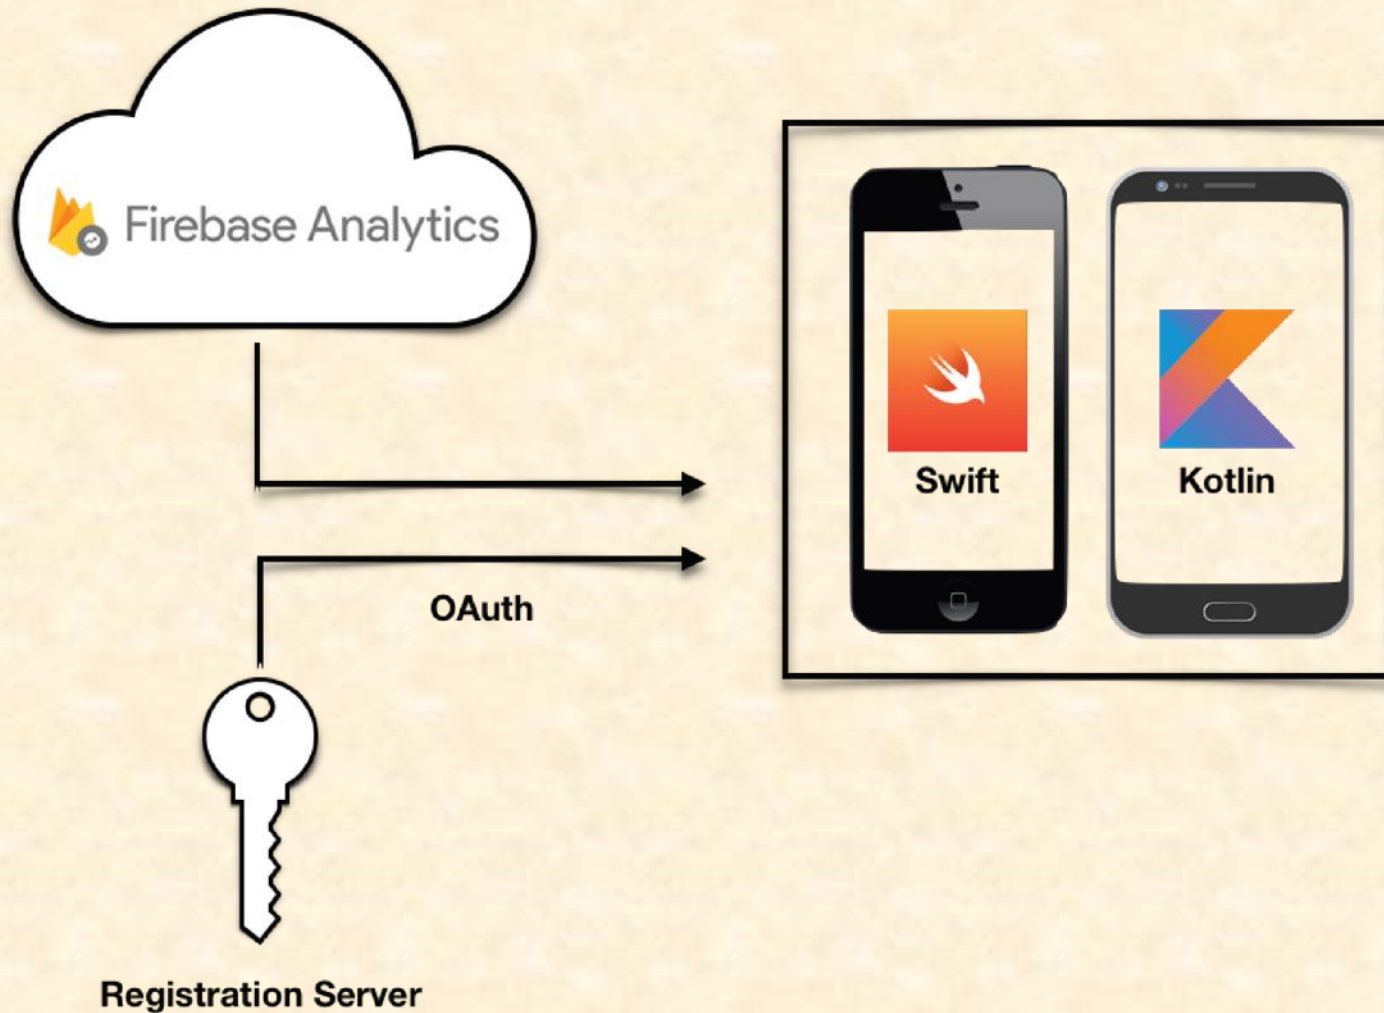 Firebase Analytics
Swift
Kotlin
OAuth
Registration Server